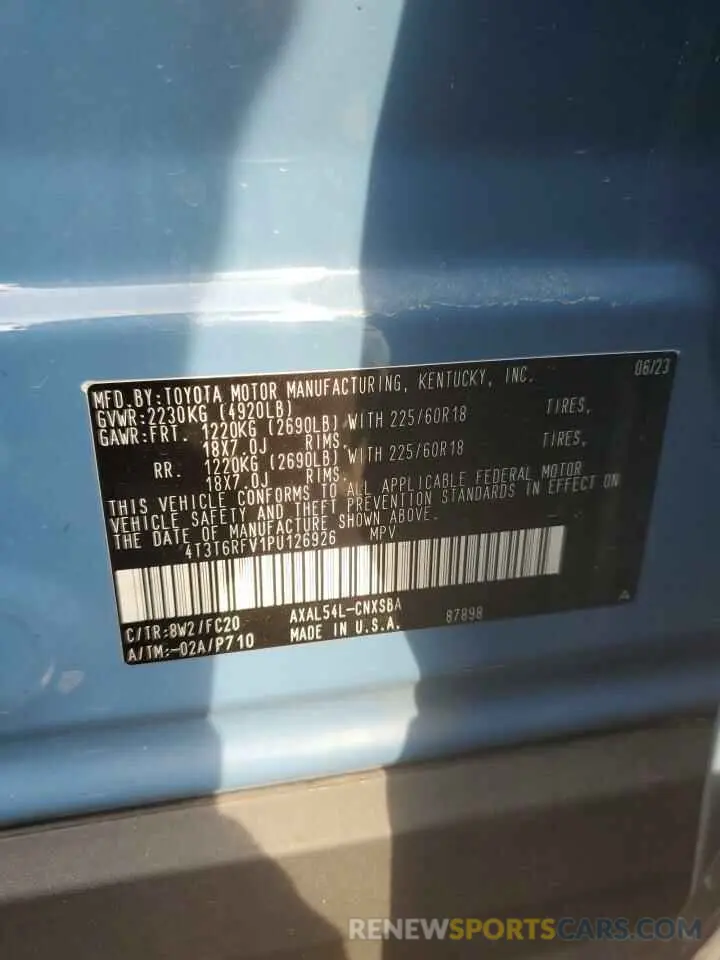 MFD.BY:TOYOTA MOTOR MANUFACTURING, KENTUCKY, INC. 06/23
GVWR:2230KG (4920LB)
GAWR:FRT. 1220KG (2690LB) WITH 225/60R18 TIRES,
18X7.0J RIMS.
RR. 1220KG (2690LB) WITH 225/60R18 TIRES,
18X7.0J RIMS.
THIS VEHICLE CONFORMS TO ALL APPLICABLE FEDERAL MOTOR
VEHICLE SAFETY AND THEFT PREVENTION STANDARDS IN EFFECT ON
THE DATE OF MANUFACTURE SHOWN ABOVE.
4T3T6RFV1PU126926 MPV
C/TR:8W2/FC20 AXAL54L-CNXSBA 87898
A/TM:-02A/P710 MADE IN U.S.A.
RENEWSPORTSCARS.COM